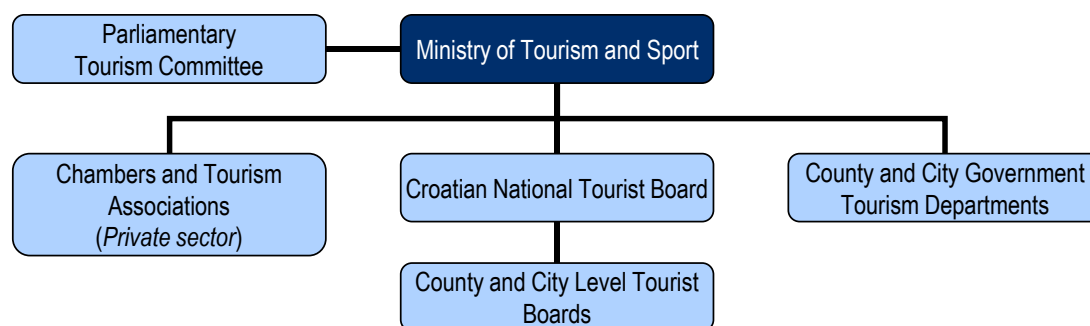 Parliamentary
Tourism Committee
Ministry of Tourism and Sport
Chambers and Tourism
Associations
(Private sector)
Croatian National Tourist Board
County and City Government
Tourism Departments
County and City Level Tourist
Boards